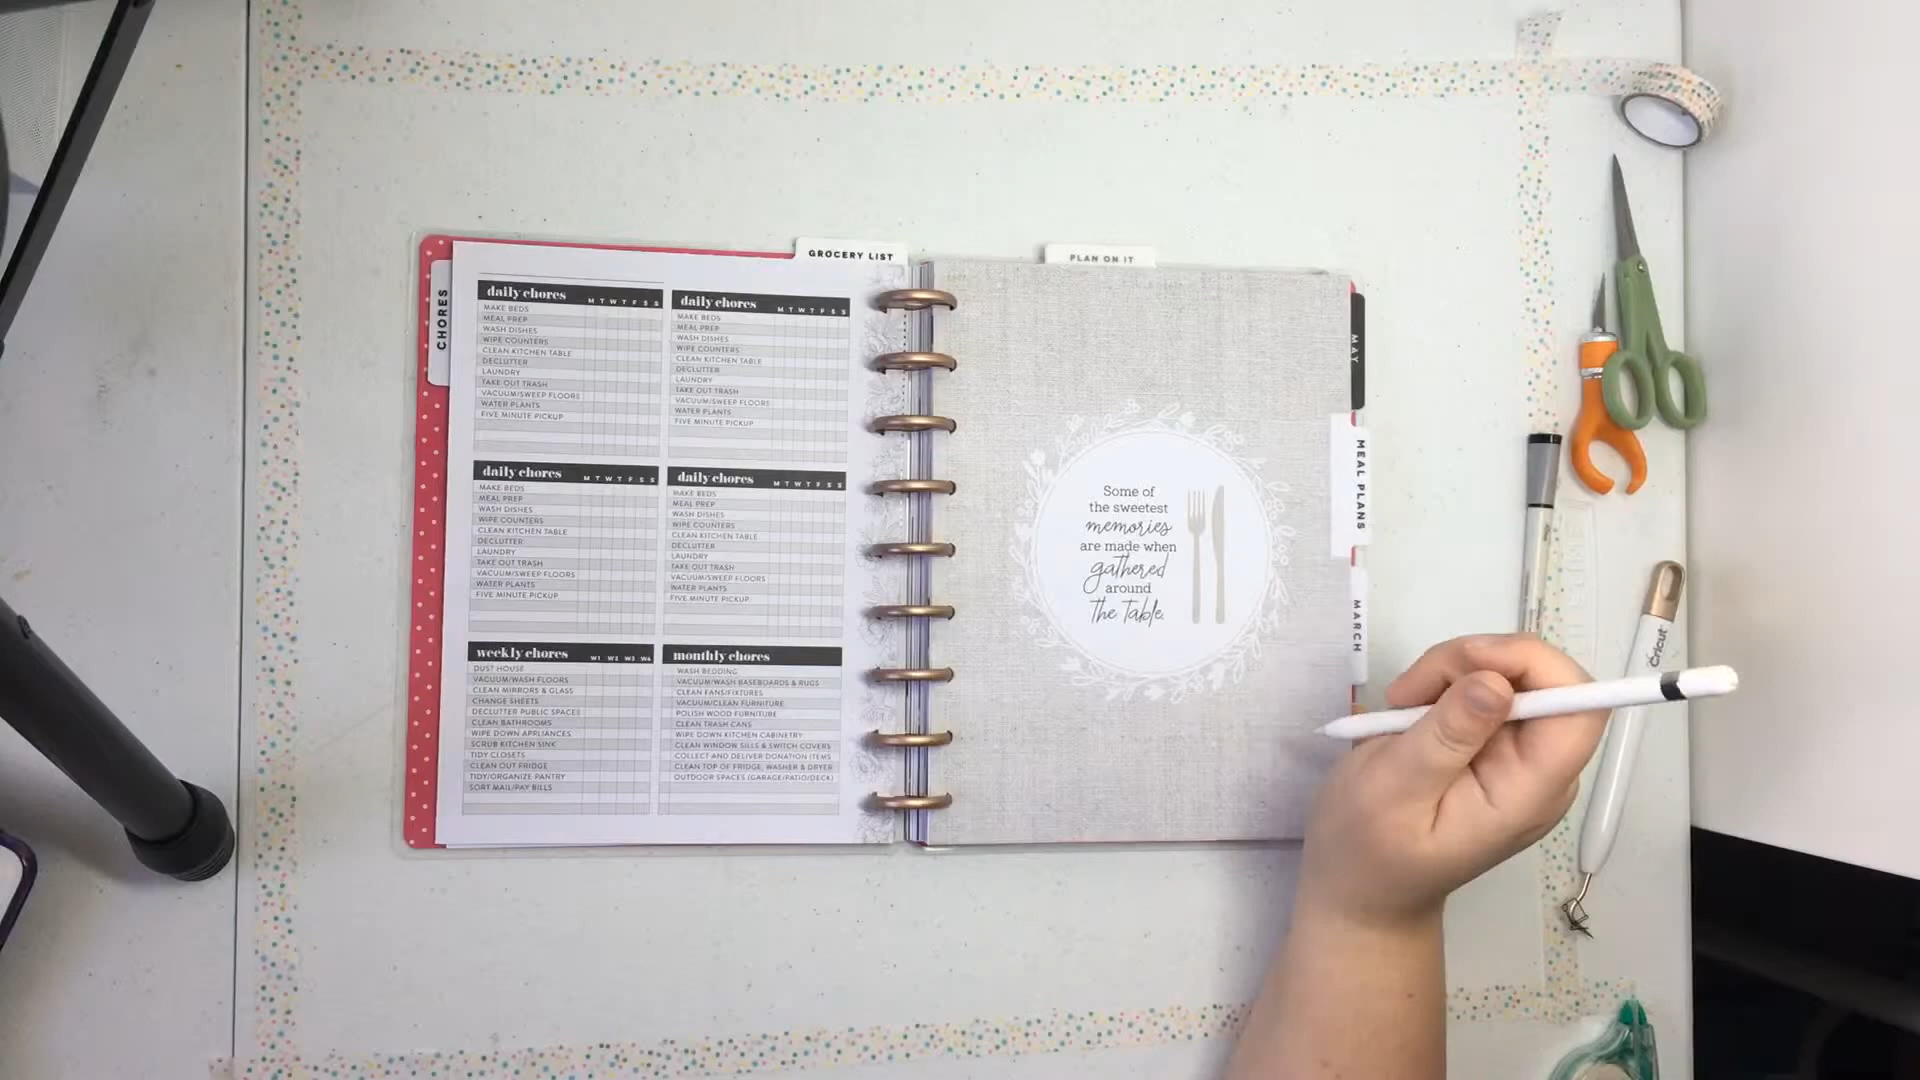 GROCERY LIST
CHORES
daily chores M T W T F S S
MAKE BEDS
MEAL PREP
WASH DISHES
WIPE COUNTERS
CLEAN KITCHEN TABLE
DECLUTTER
LAUNDRY
TAKE OUT TRASH
VACUUM/SWEEP FLOORS
WATER PLANTS
FIVE MINUTE PICKUP
daily chores M T W T F S S
MAKE BEDS
MEAL PREP
WASH DISHES
WIPE COUNTERS
CLEAN KITCHEN TABLE
DECLUTTER
LAUNDRY
TAKE OUT TRASH
VACUUM/SWEEP FLOORS
WATER PLANTS
FIVE MINUTE PICKUP
daily chores M T W T F S S
MAKE BEDS
MEAL PREP
WASH DISHES
WIPE COUNTERS
CLEAN KITCHEN TABLE
DECLUTTER
LAUNDRY
TAKE OUT TRASH
VACUUM/SWEEP FLOORS
WATER PLANTS
FIVE MINUTE PICKUP
daily chores M T W T F S S
MAKE BEDS
MEAL PREP
WASH DISHES
WIPE COUNTERS
CLEAN KITCHEN TABLE
DECLUTTER
LAUNDRY
TAKE OUT TRASH
VACUUM/SWEEP FLOORS
WATER PLANTS
FIVE MINUTE PICKUP
weekly chores W1 W2 W3 W4
DUST HOUSE
VACUUM/WASH FLOORS
CLEAN MIRRORS & GLASS
CHANGE SHEETS
DECLUTTER PUBLIC SPACES
CLEAN BATHROOMS
WIPE DOWN APPLIANCES
SCRUB KITCHEN SINK
TIDY CLOSETS
CLEAN OUT FRIDGE
TIDY/ORGANIZE PANTRY
SORT MAIL/PAY BILLS
monthly chores
WASH BEDDING
VACUUM/WASH BASEBOARDS & RUGS
CLEAN FANS/FIXTURES
VACUUM/CLEAN FURNITURE
POLISH WOOD FURNITURE
CLEAN TRASH CANS
WIPE DOWN KITCHEN CABINETRY
CLEAN WINDOW SILLS & SWITCH COVERS
COLLECT AND DELIVER DONATION ITEMS
CLEAN TOP OF FRIDGE, WASHER & DRYER
OUTDOOR SPACES (GARAGE/PATIO/DECK)
PLAN ON IT
Some of
the sweetest
memories
are made when
gathered
around
the table.
MAY
MEAL PLANS
MARCH
Cricut